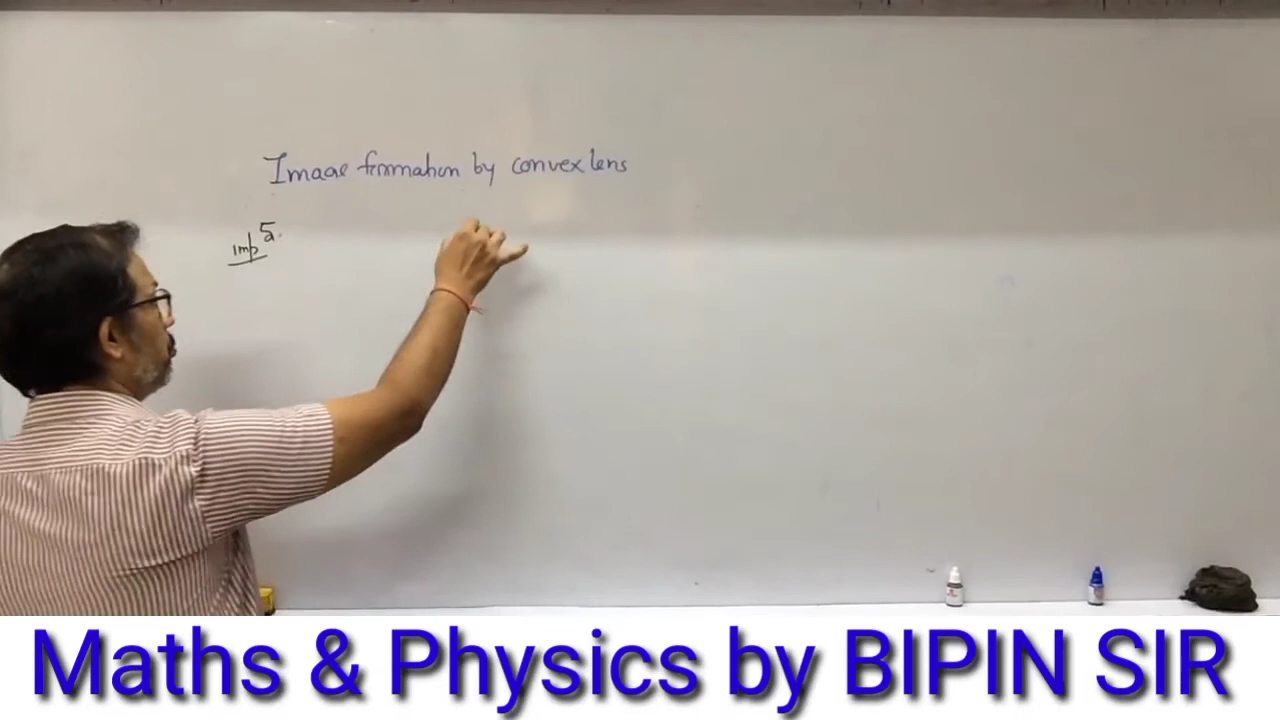 Image formation by convex lens
Imp 5.
Maths & Physics by BIPIN SIR